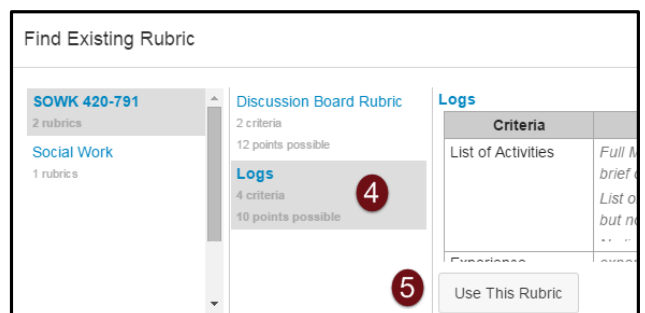 Find Existing Rubric
SOWK 420-791
2 rubrics
Social Work
1 rubrics
Discussion Board Rubric
2 criteria
12 points possible
Logs
4 criteria
10 points possible
4
Logs
Criteria
List of Activities
Full
brief
List
but
5
Use This Rubric